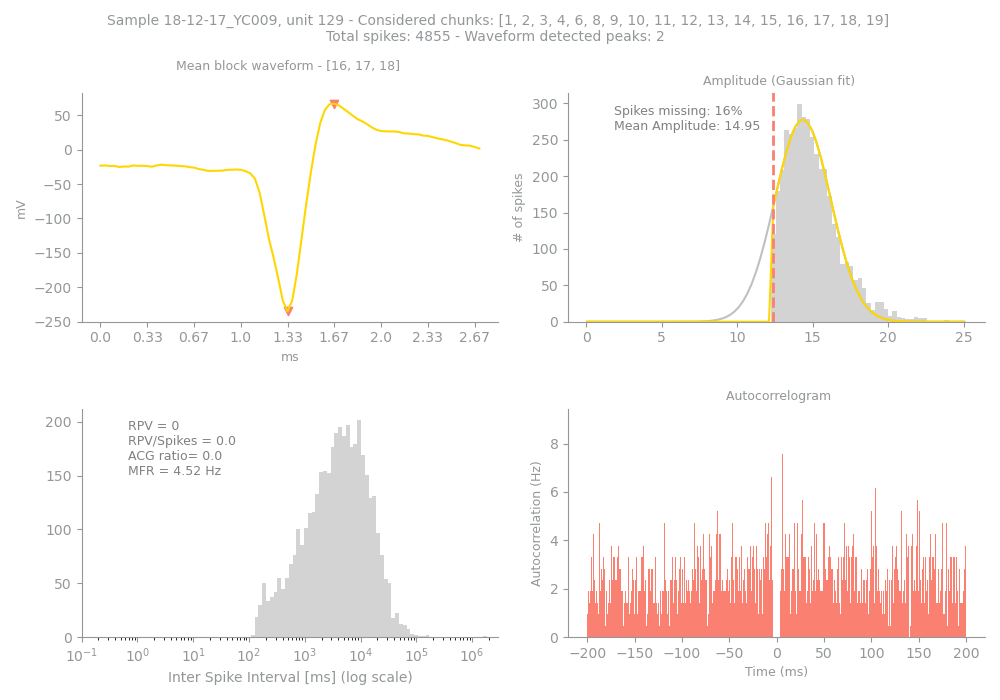 Sample 18-12-17_YC009, unit 129 - Considered chunks: [1, 2, 3, 4, 6, 8, 9, 10, 11, 12, 13, 14, 15, 16, 17, 18, 19]
Total spikes: 4855 - Waveform detected peaks: 2
Mean block waveform - [16, 17, 18]
50
0
−50
−100
−150
−200
−250
mV
0.0 0.33 0.67 1.0 1.33 1.67 2.0 2.33 2.67
ms
Amplitude (Gaussian fit)
Spikes missing: 16%
Mean Amplitude: 14.95
300
250
200
150
100
50
0
# of spikes
0 5 10 15 20 25
200
150
100
50
0
RPV = 0
RPV/Spikes = 0.0
ACG ratio= 0.0
MFR = 4.52 Hz
10⁻¹ 10⁰ 10¹ 10² 10³ 10⁴ 10⁵ 10⁶
Inter Spike Interval [ms] (log scale)
Autocorrelogram
8
6
4
2
0
Autocorrelation (Hz)
−200 −150 −100 −50 0 50 100 150 200
Time (ms)